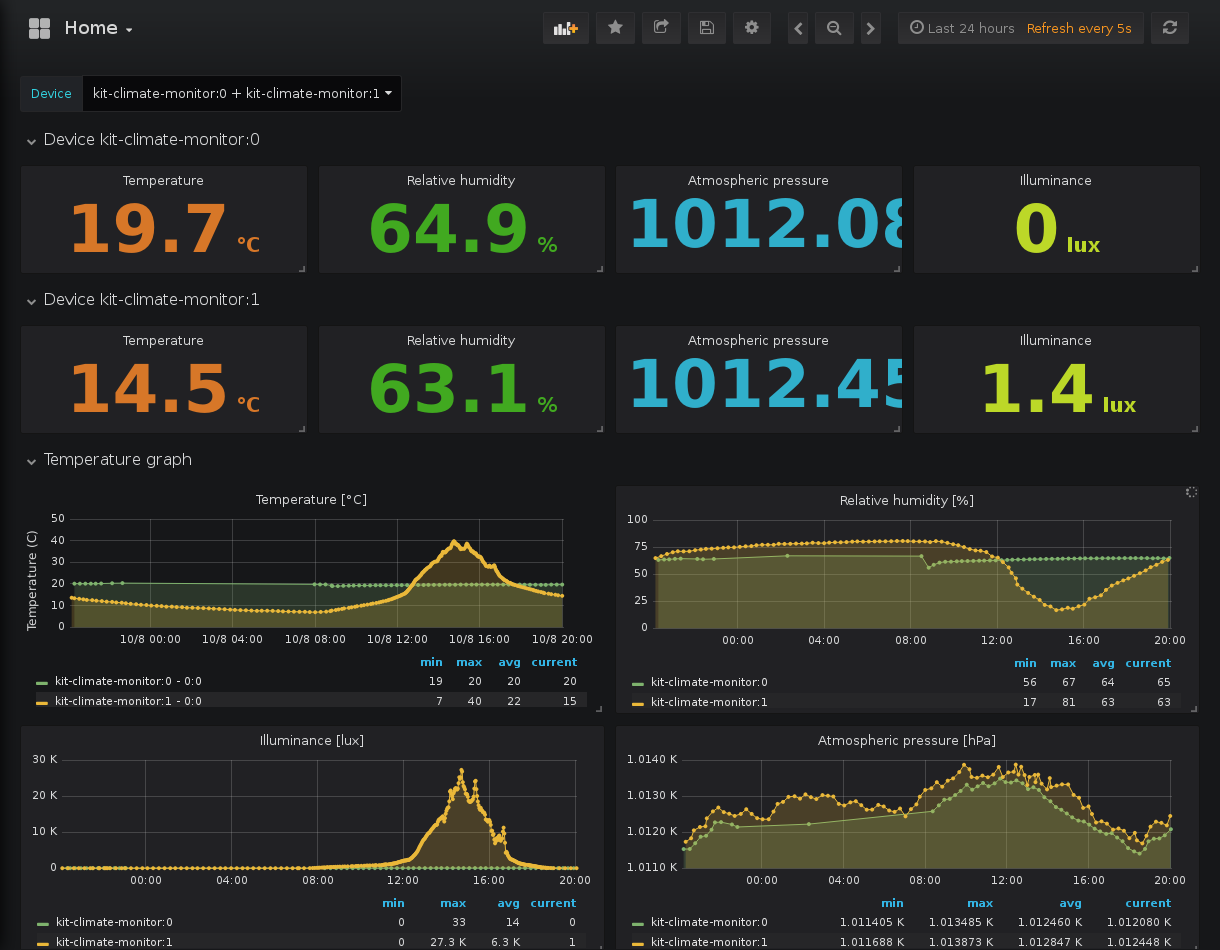 Home
Last 24 hours Refresh every 5s
Device kit-climate-monitor:0 + kit-climate-monitor:1
Device kit-climate-monitor:0
Temperature Relative humidity Atmospheric pressure Illuminance
19.7 °C 64.9 % 1012.08 0 lux
Device kit-climate-monitor:1
Temperature Relative humidity Atmospheric pressure Illuminance
14.5 °C 63.1 % 1012.45 1.4 lux
Temperature graph
Temperature [°C]
Temperature (C)
50
40
30
20
10
0
10/8 00:00 10/8 04:00 10/8 08:00 10/8 12:00 10/8 16:00 10/8 20:00
min max avg current
kit-climate-monitor:0 - 0:0 19 20 20 20
kit-climate-monitor:1 - 0:0 7 40 22 15
Relative humidity [%]
100
75
50
25
0
00:00 04:00 08:00 12:00 16:00 20:00
min max avg current
kit-climate-monitor:0 56 67 64 65
kit-climate-monitor:1 17 81 63 63
Illuminance [lux]
30 K
20 K
10 K
0
00:00 04:00 08:00 12:00 16:00 20:00
min max avg current
kit-climate-monitor:0 0 33 14 0
kit-climate-monitor:1 0 27.3 K 6.3 K 1
Atmospheric pressure [hPa]
1.0140 K
1.0130 K
1.0120 K
1.0110 K
00:00 04:00 08:00 12:00 16:00 20:00
min max avg current
kit-climate-monitor:0 1.011405 K 1.013485 K 1.012460 K 1.012080 K
kit-climate-monitor:1 1.011688 K 1.013873 K 1.012847 K 1.012448 K